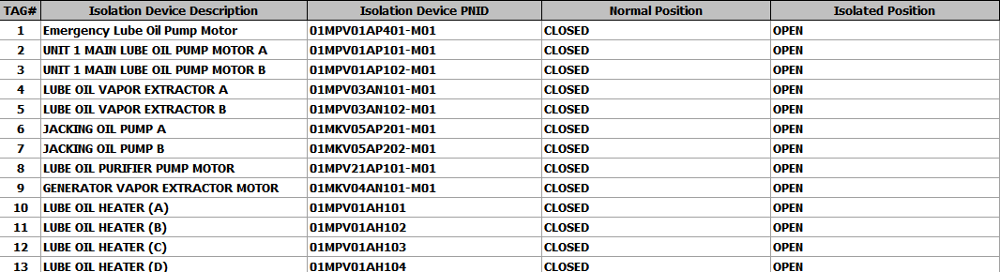 TAG# Isolation Device Description Isolation Device PNID Normal Position Isolated Position
1 Emergency Lube Oil Pump Motor 01MPV01AP401-M01 CLOSED OPEN
2 UNIT 1 MAIN LUBE OIL PUMP MOTOR A 01MPV01AP101-M01 CLOSED OPEN
3 UNIT 1 MAIN LUBE OIL PUMP MOTOR B 01MPV01AP102-M01 CLOSED OPEN
4 LUBE OIL VAPOR EXTRACTOR A 01MPV03AN101-M01 CLOSED OPEN
5 LUBE OIL VAPOR EXTRACTOR B 01MPV03AN102-M01 CLOSED OPEN
6 JACKING OIL PUMP A 01MKV05AP201-M01 CLOSED OPEN
7 JACKING OIL PUMP B 01MKV05AP202-M01 CLOSED OPEN
8 LUBE OIL PURIFIER PUMP MOTOR 01MPV21AP101-M01 CLOSED OPEN
9 GENERATOR VAPOR EXTRACTOR MOTOR 01MKV04AN101-M01 CLOSED OPEN
10 LUBE OIL HEATER (A) 01MPV01AH101 CLOSED OPEN
11 LUBE OIL HEATER (B) 01MPV01AH102 CLOSED OPEN
12 LUBE OIL HEATER (C) 01MPV01AH103 CLOSED OPEN
13 LUBE OIL HEATER (D) 01MPV01AH104 CLOSED OPEN